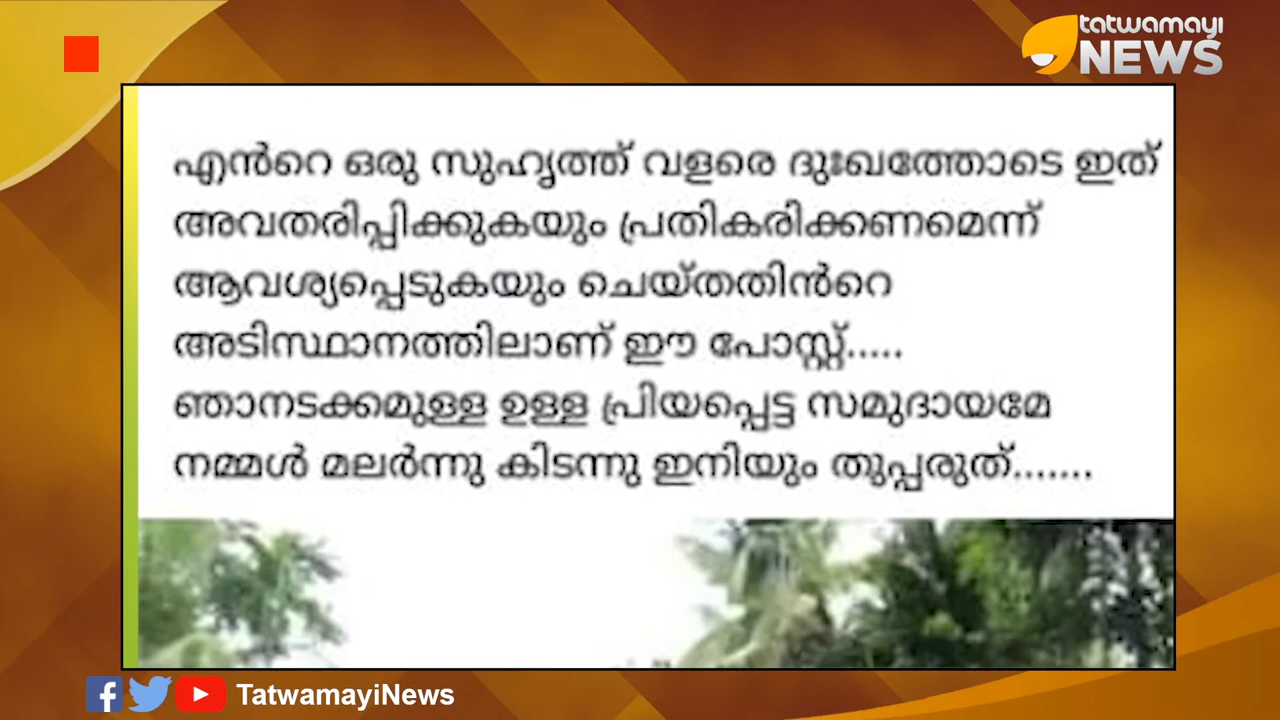 tatwamayi
NEWS
എൻറെ ഒരു സുഹൃത്ത് വളരെ ദുഃഖത്തോടെ ഇത്
അവതരിപ്പിക്കുകയും പ്രതികരിക്കണമെന്ന്
ആവശ്യപ്പെടുകയും ചെയ്തതിൻറെ
അടിസ്ഥാനത്തിലാണ് ഈ പോസ്റ്റ്.....
ഞാനടക്കമുള്ള ഉള്ള പ്രിയപ്പെട്ട സമുദായമേ
നമ്മൾ മലർന്നു കിടന്നു ഇനിയും തുപ്പരുത്.......
TatwamayiNews